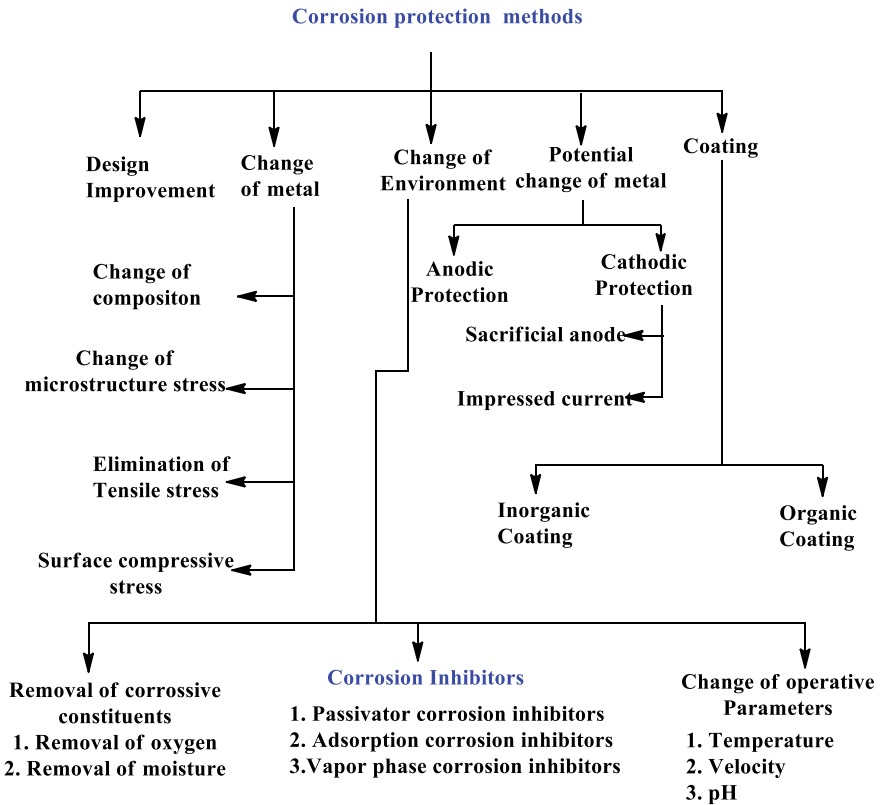 Corrosion protection methods
Design
Improvement
Change
of metal
Change of
Environment
Potential
change of metal
Coating
Change of
compositon
Change of
microstructure stress
Elimination of
Tensile stress
Surface compressive
stress
Anodic
Protection
Cathodic
Protection
Sacrificial anode
Impressed current
Inorganic
Coating
Organic
Coating
Removal of corrossive
constituents
1. Removal of oxygen
2. Removal of moisture
Corrosion Inhibitors
1. Passivator corrosion inhibitors
2. Adsorption corrosion inhibitors
3.Vapor phase corrosion inhibitors
Change of operative
Parameters
1. Temperature
2. Velocity
3. pH